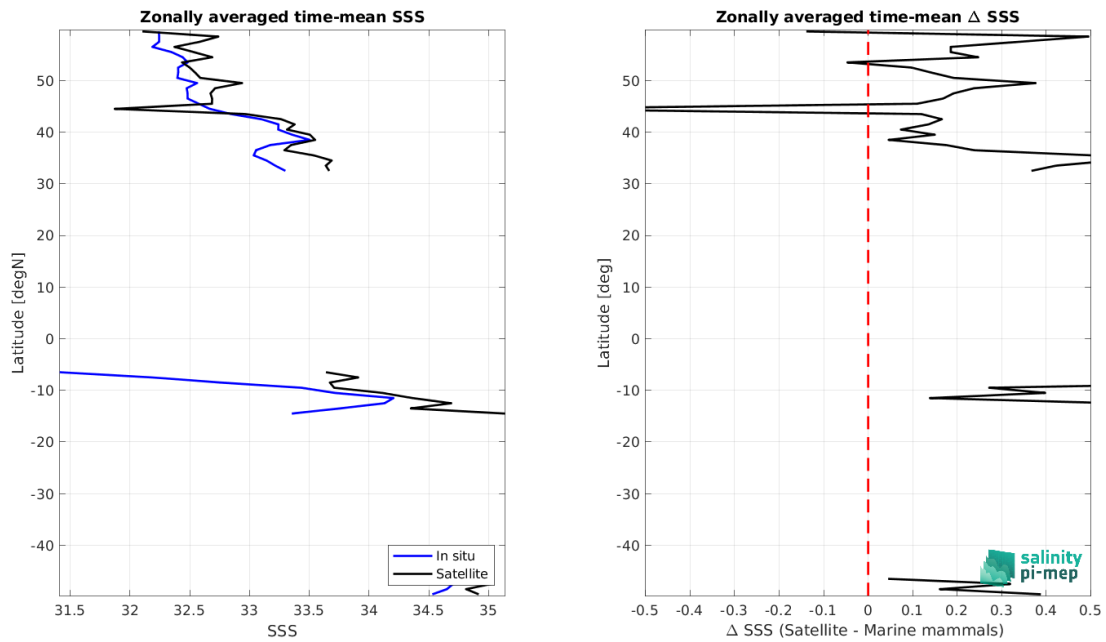 Zonally averaged time-mean SSS
50
40
30
20
10
0
-10
-20
-30
-40
Latitude [degN]
In situ
Satellite
31.5 32 32.5 33 33.5 34 34.5 35
SSS
Zonally averaged time-mean Δ SSS
50
40
30
20
10
0
-10
-20
-30
-40
Latitude [deg]
salinity
pi-mep
-0.5 -0.4 -0.3 -0.2 -0.1 0 0.1 0.2 0.3 0.4 0.5
Δ SSS (Satellite - Marine mammals)